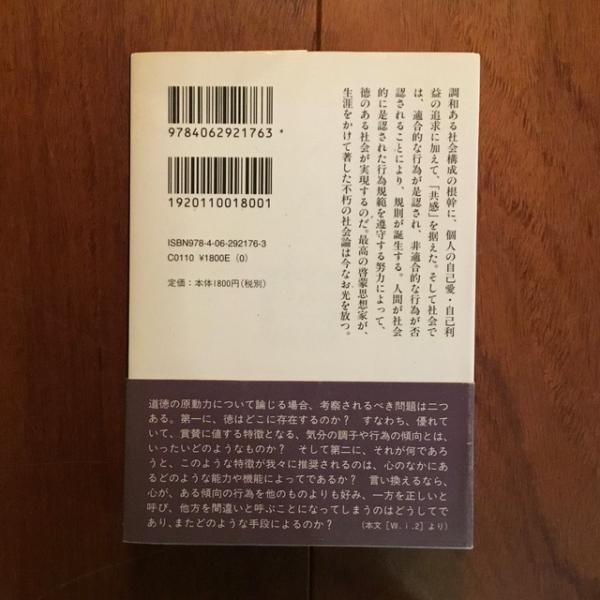 調和ある社会構成の根幹に、個人の自己愛・自己利
益の追求に加えて、「共感」を据えた。そして社会で
は、適合的な行為が是認され、非適合的な行為が否
認されることにより、規則が誕生する。人間が社会
的に是認された行為規範を遵守する努力によって、
徳のある社会が実現するのだ。最高の啓蒙思想家が、
生涯をかけて著した不朽の社会論は今なお光を放つ。
9784062921763
1920110018001
ISBN978-4-06-292176-3
C0110 ¥1800E (0)
定価:本体1800円(税別)
道徳の原動力について論じる場合、考察されるべき問題は二つ
ある。第一に、徳はどこに存在するのか? すなわち、優れて
いて、賞賛に値する特徴となる、気分の調子や行為の傾向とは、
いったいどのようなものか? そして第二に、それが何であろ
うと、このような特徴が我々に推奨されるのは、心のなかにあ
るどのような能力や機能によってであるか? 言い換えるなら、
心が、ある傾向の行為を他のものよりも好み、一方を正しいと
呼び、他方を間違いと呼ぶことになってしまうのはどうしてで
あり、またどのような手段によるのか?
(本文[Ⅶ.i.2]より)